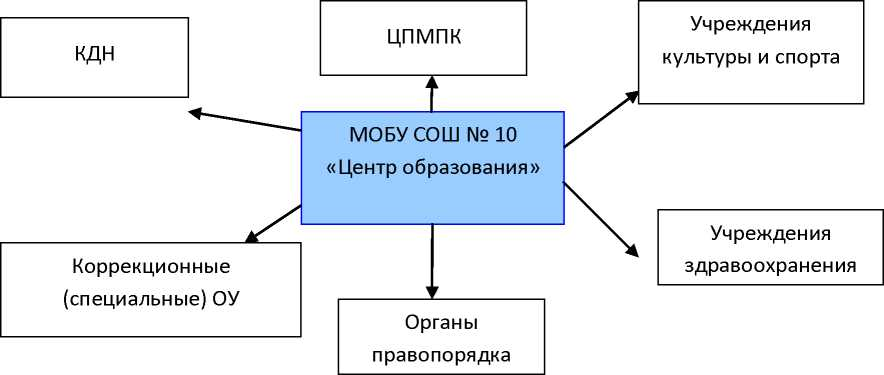 КДН
ЦПМПК
Учреждения
культуры и спорта
МОБУ СОШ № 10
«Центр образования»
Коррекционные
(специальные) ОУ
Органы
правопорядка
Учреждения
здравоохранения